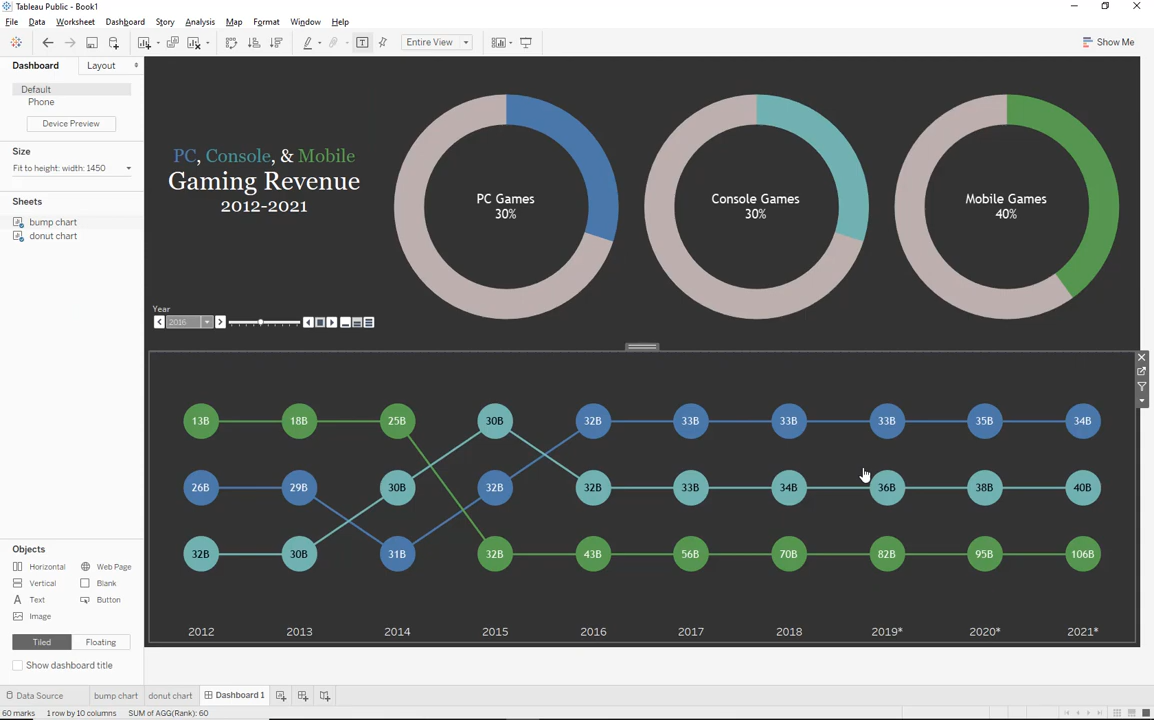 Tableau Public - Book1
File Data Worksheet Dashboard Story Analysis Map Format Window Help
Entire View
Show Me
Dashboard Layout
Default
Phone
Device Preview
Size
Fit to height: width: 1450
Sheets
bump chart
donut chart
PC, Console, & Mobile
Gaming Revenue
2012-2021
PC Games
30%
Console Games
30%
Mobile Games
40%
Year
2016
13B 18B 25B 30B 32B 33B 33B 33B 35B 34B
26B 29B 30B 32B 32B 33B 34B 36B 38B 40B
32B 30B 31B 32B 43B 56B 70B 82B 95B 106B
2012 2013 2014 2015 2016 2017 2018 2019* 2020* 2021*
Objects
Horizontal Web Page
Vertical Blank
A Text Button
Image
Tiled Floating
Show dashboard title
Data Source bump chart donut chart Dashboard 1
60 marks 1 row by 10 columns SUM of AGG(Rank): 60